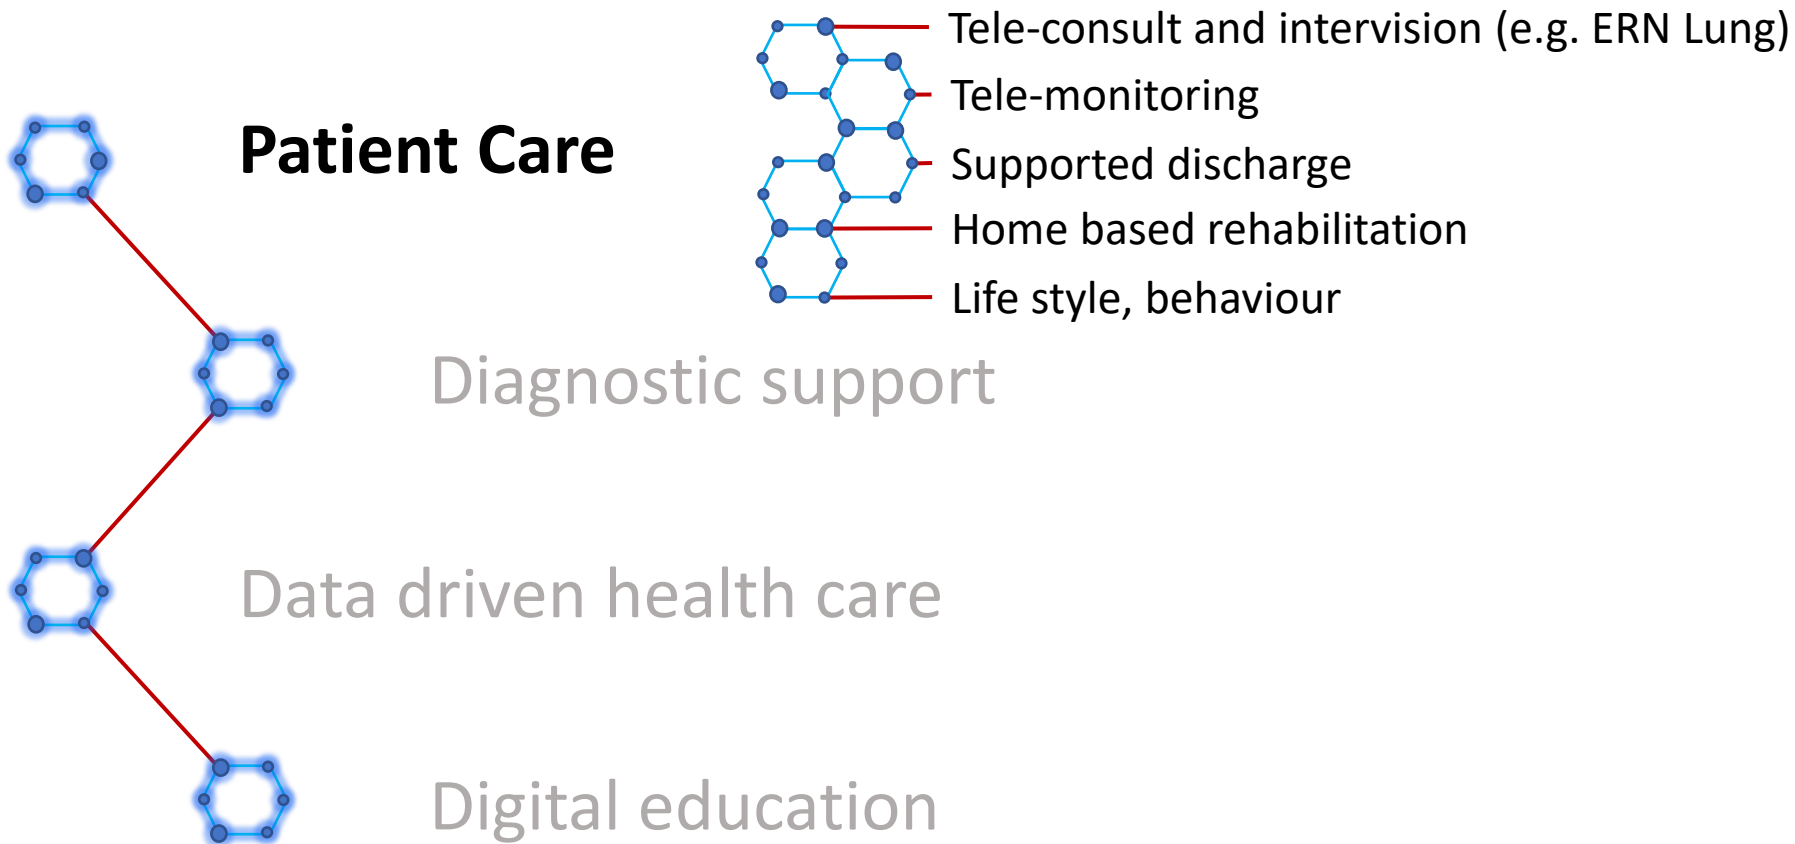 Patient Care
Tele-consult and intervision (e.g. ERN Lung)
Tele-monitoring
Supported discharge
Home based rehabilitation
Life style, behaviour
Diagnostic support
Data driven health care
Digital education